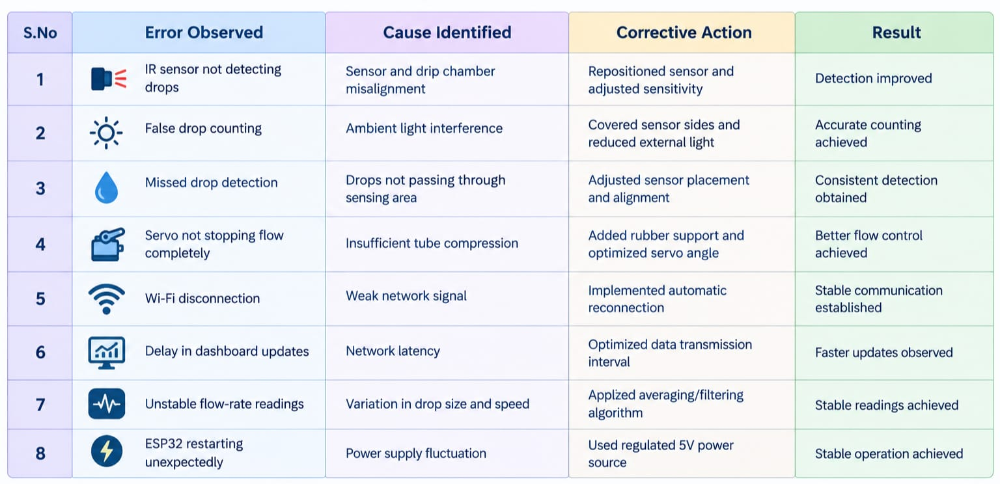 S.No
Error Observed
Cause Identified
Corrective Action
Result
1
IR sensor not detecting
drops
Sensor and drip chamber
misalignment
Repositioned sensor and
adjusted sensitivity
Detection improved
2
False drop counting
Ambient light interference
Covered sensor sides and
reduced external light
Accurate counting
achieved
3
Missed drop detection
Drops not passing through
sensing area
Adjusted sensor placement
and alignment
Consistent detection
obtained
4
Servo not stopping flow
completely
Insufficient tube compression
Added rubber support and
optimized servo angle
Better flow control
achieved
5
Wi-Fi disconnection
Weak network signal
Implemented automatic
reconnection
Stable communication
established
6
Delay in dashboard updates
Network latency
Optimized data transmission
interval
Faster updates observed
7
Unstable flow-rate readings
Variation in drop size and speed
Applzed averaging/filtering
algorithm
Stable readings achieved
8
ESP32 restarting
unexpectedly
Power supply fluctuation
Used regulated 5V power
source
Stable operation achieved